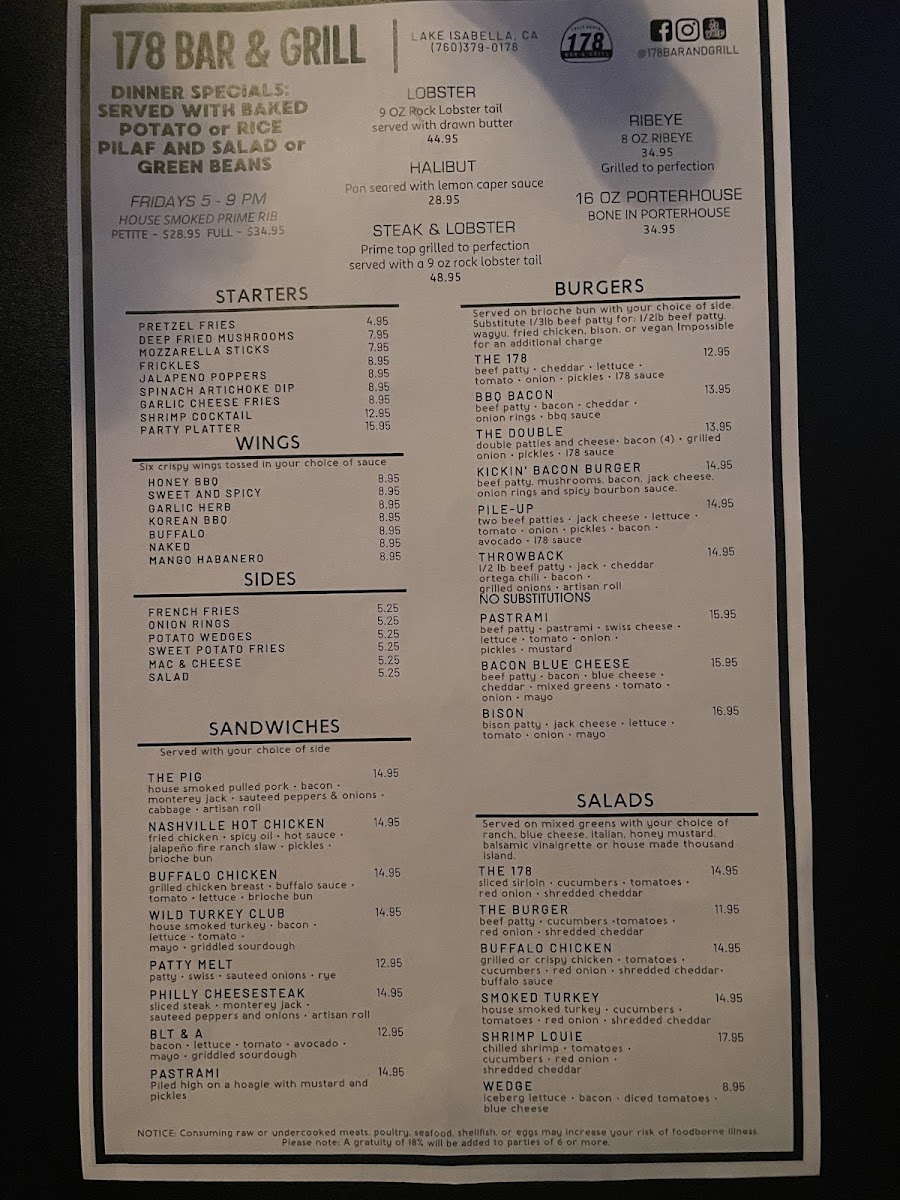 178 BAR & GRILL
LAKE ISABELLA, CA
(760)379-0178
178
BAR & GRILL
@178BARANDGRILL
DINNER SPECIALS:
SERVED WITH BAKED
POTATO or RICE
PILAF AND SALAD or
GREEN BEANS
FRIDAYS 5 - 9 PM
HOUSE SMOKED PRIME RIB
PETITE - $28.95 FULL - $34.95
LOBSTER
9 OZ Rock Lobster tail
served with drawn butter
44.95
HALIBUT
Pan seared with lemon caper sauce
28.95
STEAK & LOBSTER
Prime top grilled to perfection
served with a 9 oz rock lobster tail
48.95
RIBEYE
8 OZ RIBEYE
34.95
Grilled to perfection
16 OZ PORTERHOUSE
BONE IN PORTERHOUSE
34.95
STARTERS
PRETZEL FRIES 4.95
DEEP FRIED MUSHROOMS 7.95
MOZZARELLA STICKS 7.95
FRICKLES 8.95
JALAPENO POPPERS 8.95
SPINACH ARTICHOKE DIP 8.95
GARLIC CHEESE FRIES 8.95
SHRIMP COCKTAIL 12.95
PARTY PLATTER 15.95
WINGS
Six crispy wings tossed in your choice of sauce
HONEY BBQ 8.95
SWEET AND SPICY 8.95
GARLIC HERB 8.95
KOREAN BBQ 8.95
BUFFALO 8.95
NAKED 8.95
MANGO HABANERO 8.95
SIDES
FRENCH FRIES 5.25
ONION RINGS 5.25
POTATO WEDGES 5.25
SWEET POTATO FRIES 5.25
MAC & CHEESE 5.25
SALAD 5.25
SANDWICHES
Served with your choice of side
THE PIG 14.95
house smoked pulled pork • bacon •
monterey jack • sauteed peppers & onions •
cabbage • artisan roll
NASHVILLE HOT CHICKEN 14.95
fried chicken • spicy oil • hot sauce •
jalapeño fire ranch slaw • pickles •
brioche bun
BUFFALO CHICKEN 14.95
grilled chicken breast • buffalo sauce •
tomato • lettuce • brioche bun
WILD TURKEY CLUB 14.95
house smoked turkey • bacon •
lettuce • tomato •
mayo • griddled sourdough
PATTY MELT 12.95
patty • swiss • sauteed onions • rye
PHILLY CHEESESTEAK 14.95
sliced steak • monterey jack •
sauteed peppers and onions • artisan roll
BLT & A 12.95
bacon • lettuce • tomato • avocado •
mayo • griddled sourdough
PASTRAMI 14.95
Piled high on a hoagie with mustard and
pickles
BURGERS
Served on brioche bun with your choice of side.
Substitute 1/3lb beef patty for: 1/2lb beef patty,
wagyu, fried chicken, bison, or vegan Impossible
for an additional charge
THE 178 12.95
beef patty • cheddar • lettuce •
tomato • onion • pickles • 178 sauce
BBQ BACON 13.95
beef patty • bacon • cheddar •
onion rings • bbq sauce
THE DOUBLE 13.95
double patties and cheese• bacon (4) • grilled
onion • pickles • 178 sauce
KICKIN' BACON BURGER 14.95
beef patty, mushrooms, bacon, jack cheese,
onion rings and spicy bourbon sauce.
PILE-UP 14.95
two beef patties • jack cheese • lettuce •
tomato • onion • pickles • bacon •
avocado • 178 sauce
THROWBACK 14.95
1/2 lb beef patty • jack • cheddar
ortega chili • bacon •
grilled onions • artisan roll
NO SUBSTITUTIONS
PASTRAMI 15.95
beef patty • pastrami • swiss cheese •
lettuce • tomato • onion •
pickles • mustard
BACON BLUE CHEESE 15.95
beef patty • bacon • blue cheese •
cheddar • mixed greens • tomato •
onion • mayo
BISON 16.95
bison patty • jack cheese • lettuce •
tomato • onion • mayo
SALADS
Served on mixed greens with your choice of
ranch, blue cheese, italian, honey mustard,
balsamic vinaigrette or house made thousand
island.
THE 178 14.95
sliced sirloin • cucumbers • tomatoes •
red onion • shredded cheddar
THE BURGER 11.95
beef patty • cucumbers •tomatoes •
red onion • shredded cheddar
BUFFALO CHICKEN 14.95
grilled or crispy chicken • tomatoes •
cucumbers • red onion • shredded cheddar•
buffalo sauce
SMOKED TURKEY 14.95
house smoked turkey • cucumbers •
tomatoes • red onion • shredded cheddar
SHRIMP LOUIE 17.95
chilled shrimp • tomatoes •
cucumbers • red onion •
shredded cheddar
WEDGE 8.95
Iceberg lettuce • bacon • diced tomatoes •
blue cheese
NOTICE: Consuming raw or undercooked meats, poultry, seafood, shellfish, or eggs may increase your risk of foodborne illness
Please note: A gratuity of 18% will be added to parties of 6 or more.